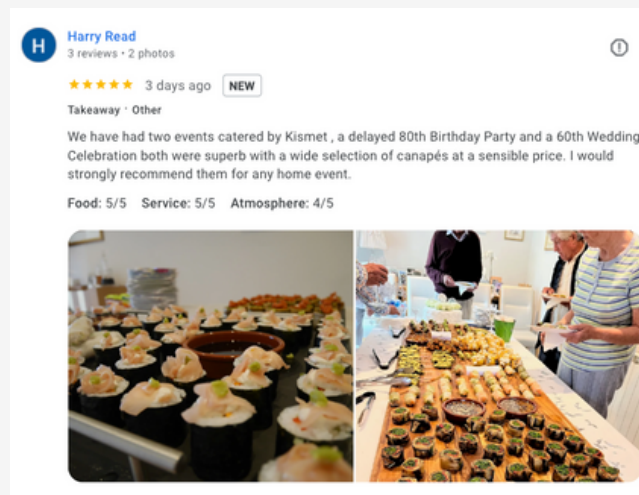 H
Harry Read
3 reviews • 2 photos
★★★★★ 3 days ago NEW
Takeaway · Other
We have had two events catered by Kismet , a delayed 80th Birthday Party and a 60th Wedding
Celebration both were superb with a wide selection of canapés at a sensible price. I would
strongly recommend them for any home event.
Food: 5/5 Service: 5/5 Atmosphere: 4/5